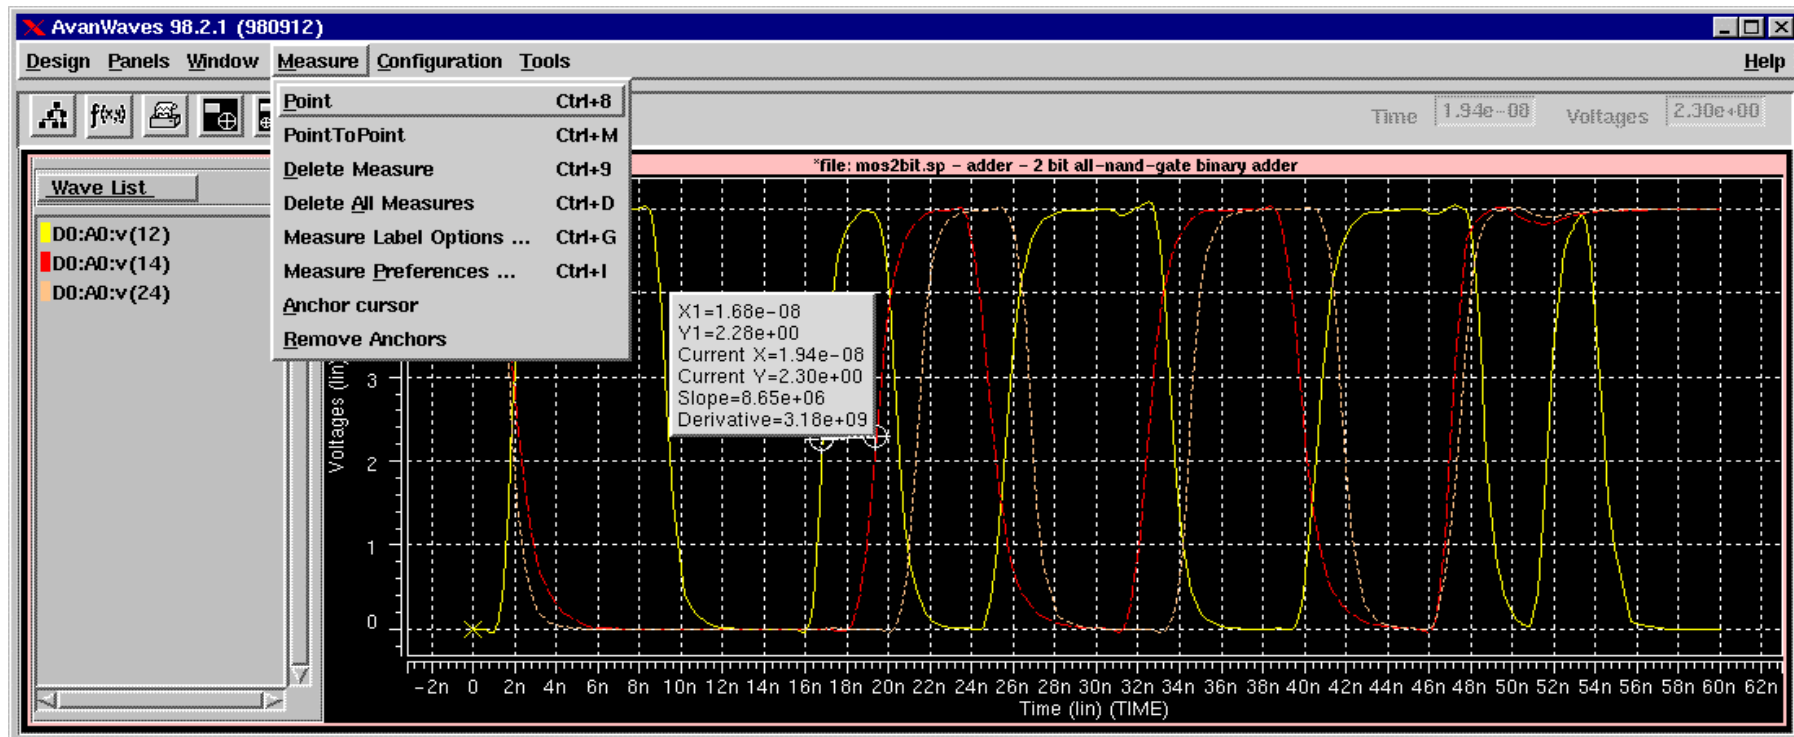 AvanWaves 98.2.1 (980912)
Design Panels Window Measure Configuration Tools Help
f(x,y)
Time 1.94e-08 Voltages 2.30e+00
Point Ctrl+8
PointToPoint Ctrl+M
Delete Measure Ctrl+9
Delete All Measures Ctrl+D
Measure Label Options ... Ctrl+G
Measure Preferences ... Ctrl+I
Anchor cursor
Remove Anchors
*file: mos2bit.sp - adder - 2 bit all-nand-gate binary adder
Wave List
D0:A0:v(12)
D0:A0:v(14)
D0:A0:v(24)
X1=1.68e-08
Y1=2.28e+00
Current X=1.94e-08
Current Y=2.30e+00
Slope=8.65e+06
Derivative=3.18e+09
Voltages (lin)
3
2
1
0
-2n 0 2n 4n 6n 8n 10n 12n 14n 16n 18n 20n 22n 24n 26n 28n 30n 32n 34n 36n 38n 40n 42n 44n 46n 48n 50n 52n 54n 56n 58n 60n 62n
Time (lin) (TIME)